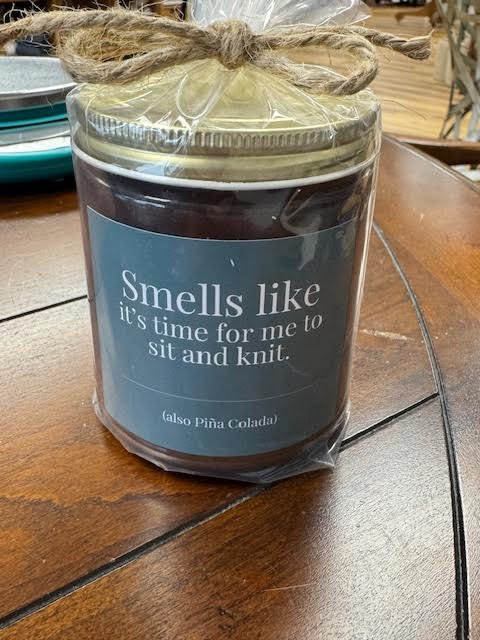 Smells like
it's time for me to
sit and knit.
(also Piña Colada)